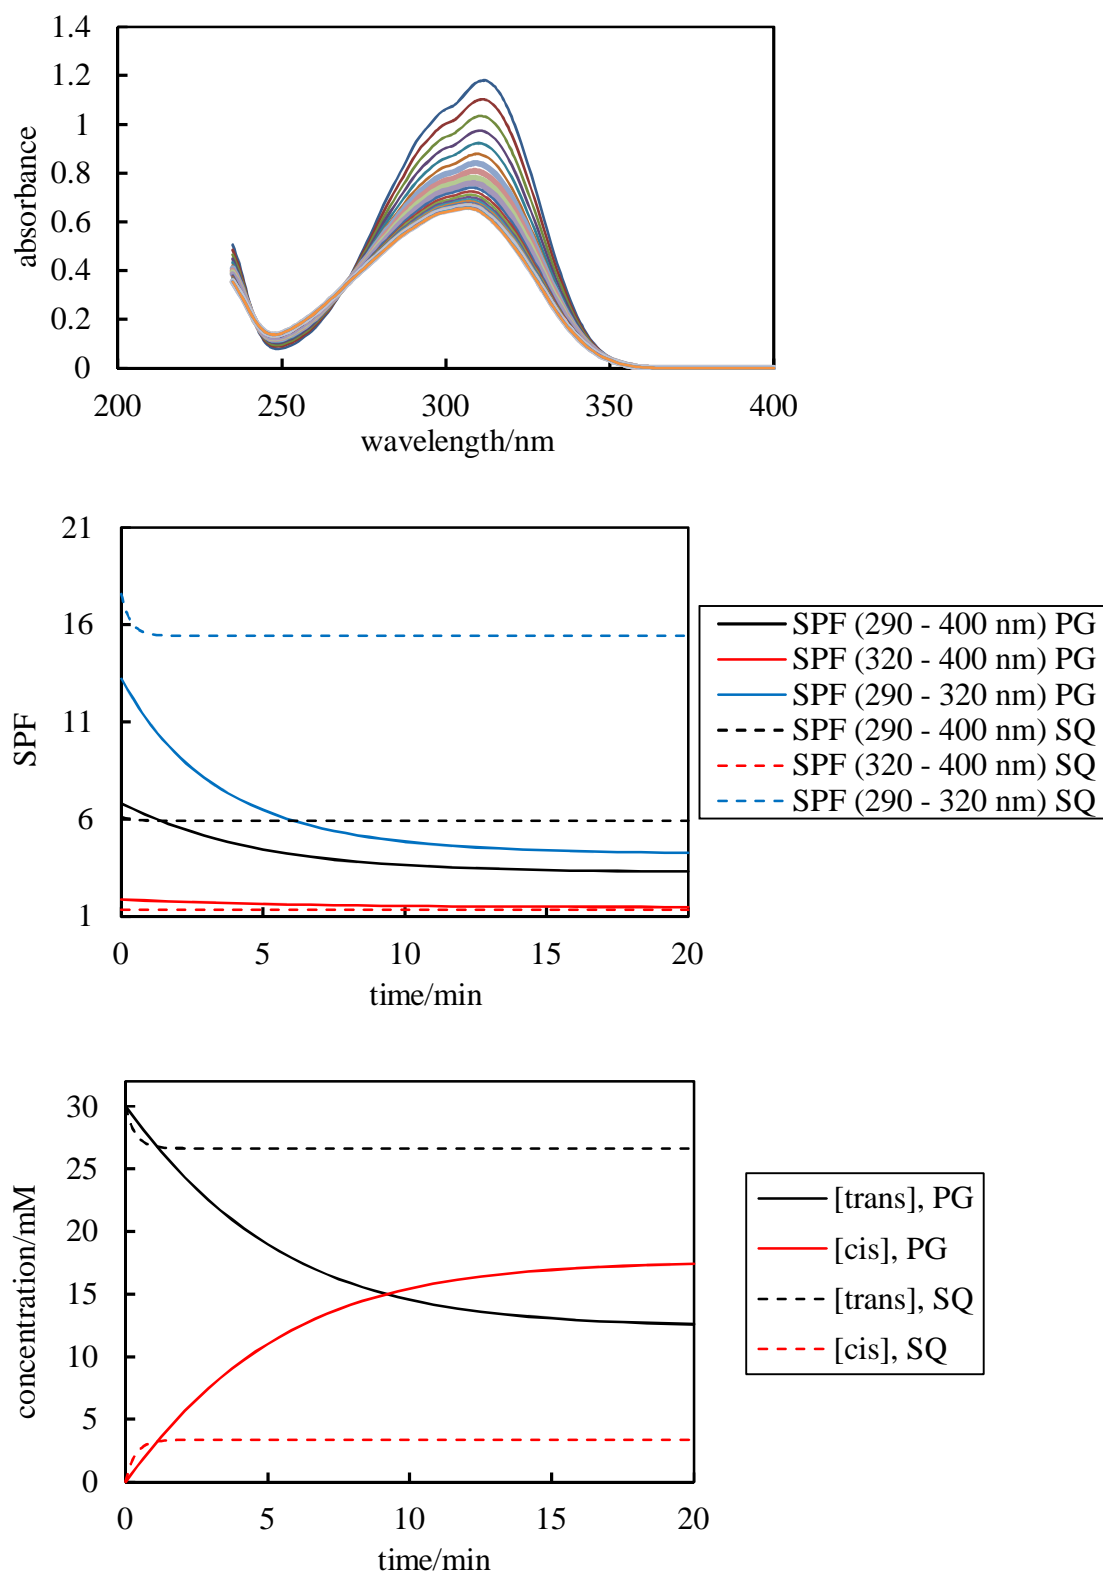 absorbance
1.4
1.2
1
0.8
0.6
0.4
0.2
0
200 250 300 350 400
wavelength/nm
SPF
21
16
11
6
1
0 5 10 15 20
time/min
SPF (290 - 400 nm) PG
SPF (320 - 400 nm) PG
SPF (290 - 320 nm) PG
SPF (290 - 400 nm) SQ
SPF (320 - 400 nm) SQ
SPF (290 - 320 nm) SQ
concentration/mM
30
25
20
15
10
5
0
0 5 10 15 20
time/min
[trans], PG
[cis], PG
[trans], SQ
[cis], SQ